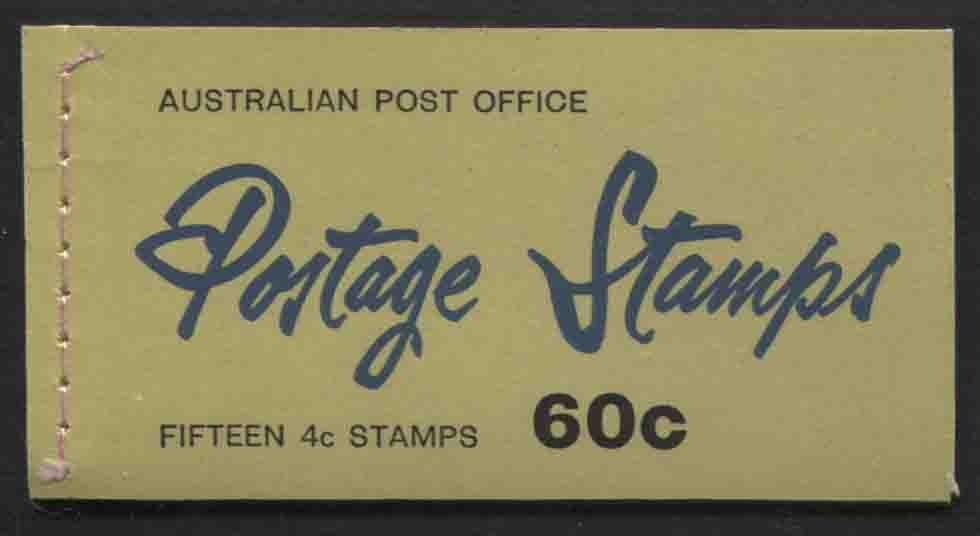 AUSTRALIAN POST OFFICE
Postage Stamps
FIFTEEN 4c STAMPS 60c